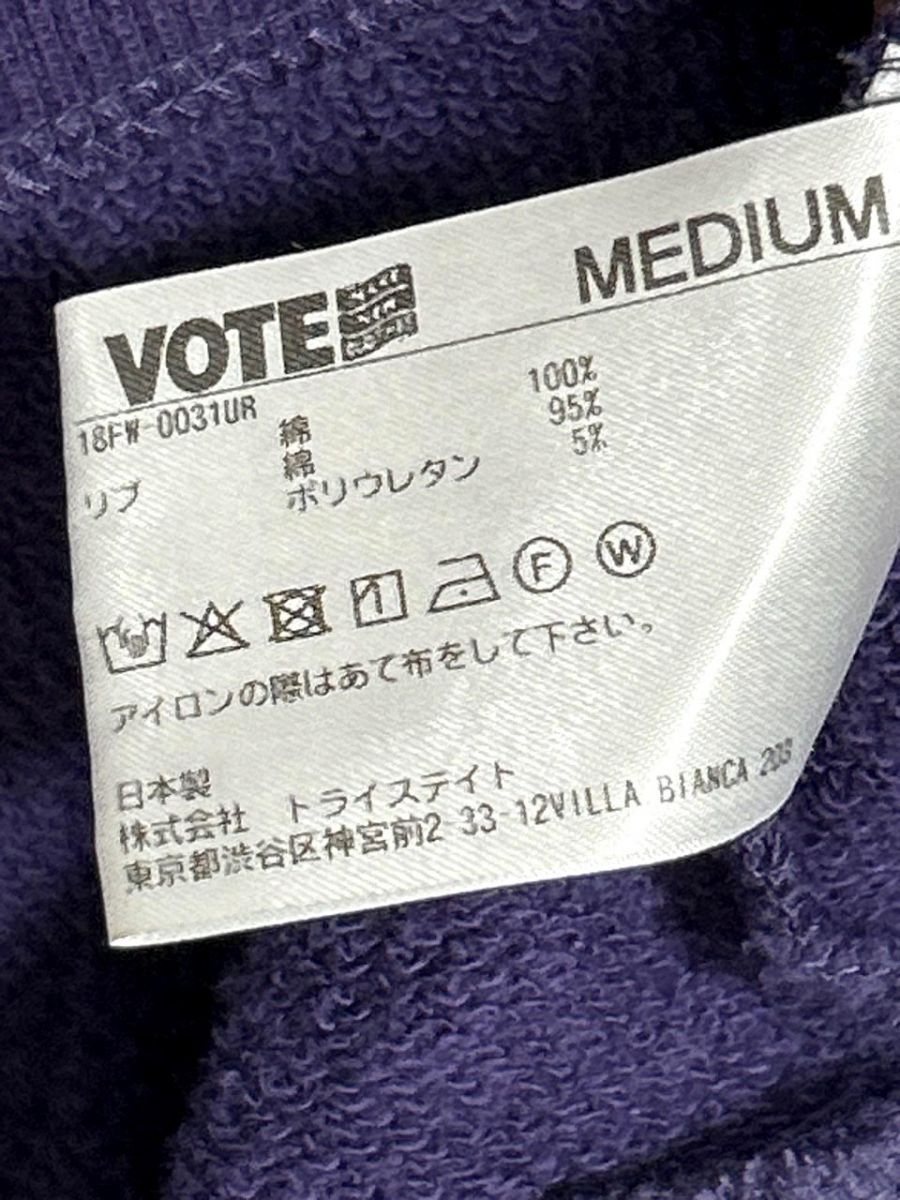 VOTE
MEDIUM
18FW-0031UR 綿 100%
リブ 綿 95%
ポリウレタン 5%
1 F W
アイロンの際はあて布をして下さい。
日本製
株式会社 トライステイト
東京都渋谷区神宮前2-33-12VILLA BIANCA 208